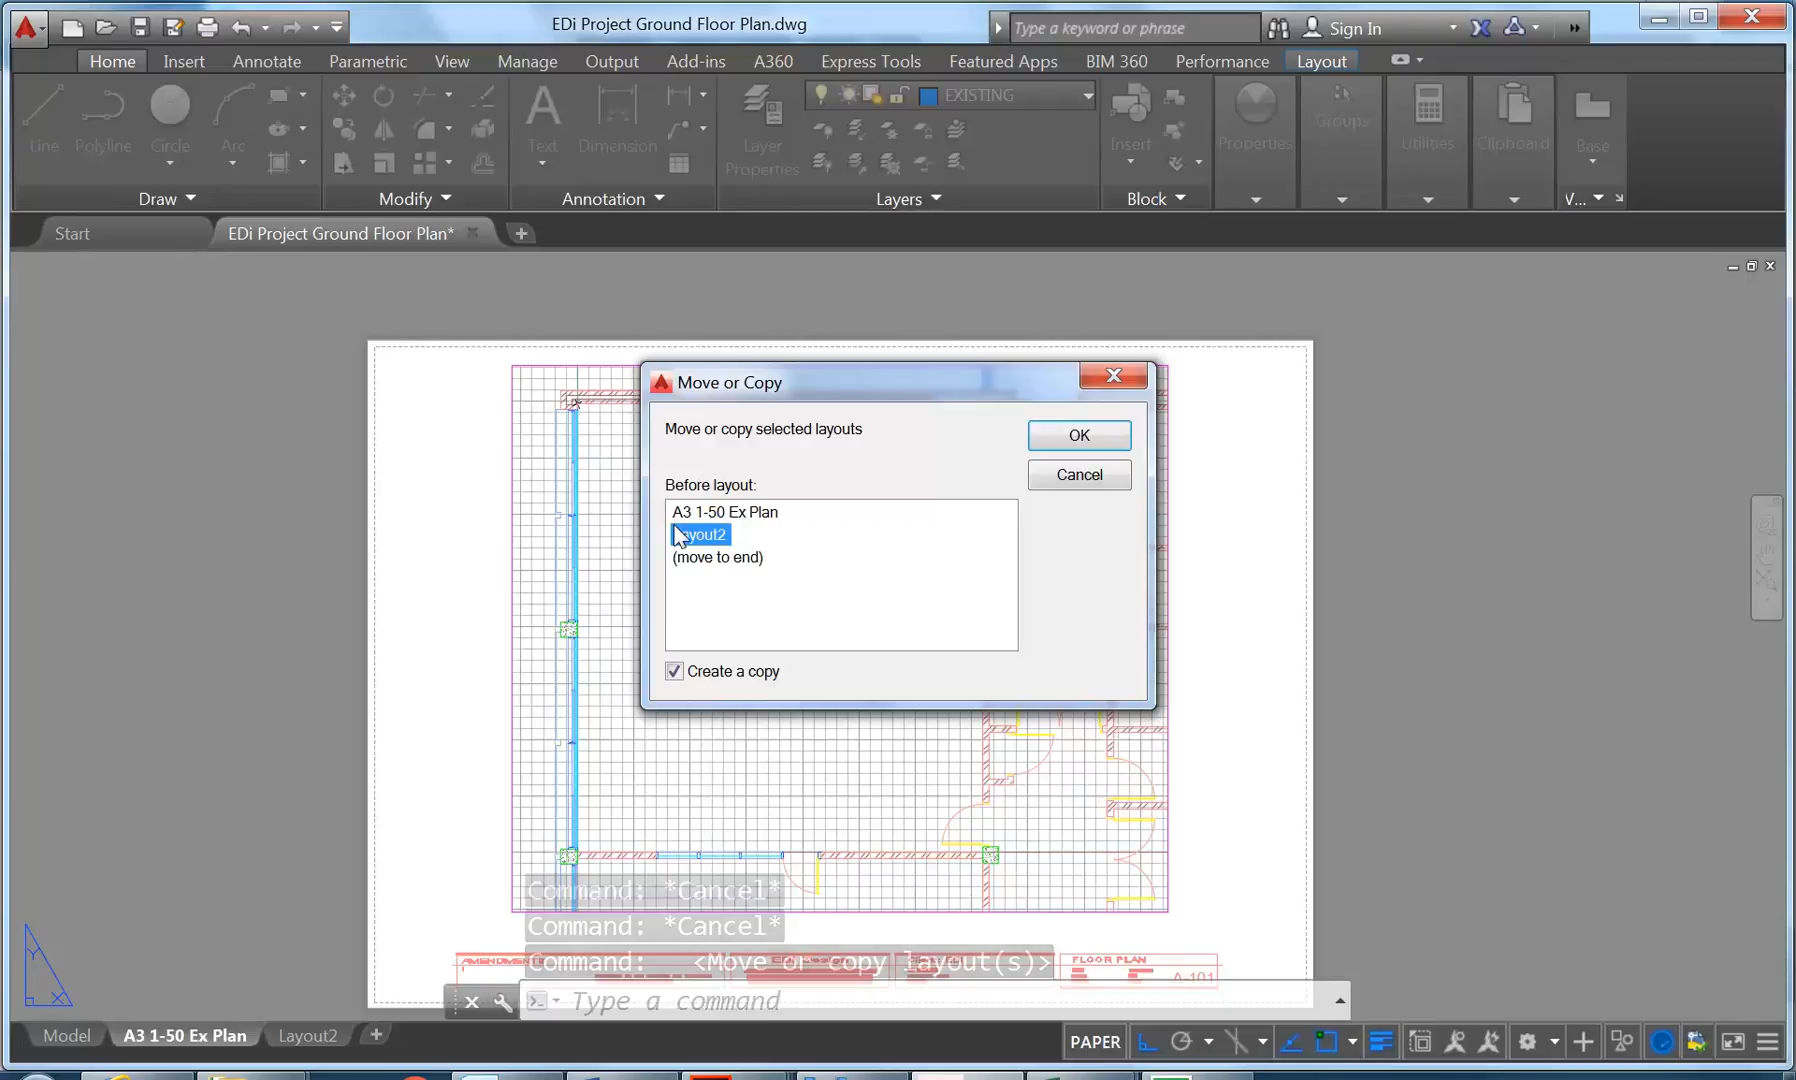 EDi Project Ground Floor Plan.dwg
Type a keyword or phrase
Sign In
Home Insert Annotate Parametric View Manage Output Add-ins A360 Express Tools Featured Apps BIM 360 Performance Layout
EXISTING
Line Polyline Circle Arc Text Dimension Layer Properties Insert Properties Groups Utilities Clipboard Base
Draw Modify Annotation Layers Block V...
Start EDi Project Ground Floor Plan*
Move or Copy
Move or copy selected layouts
OK
Cancel
Before layout:
A3 1-50 Ex Plan
(move to end)
Create a copy
Command: *Cancel*
Command: *Cancel*
Command: <Move or copy layout(s)>
FLOOR PLAN
A-101
Type a command
Y
X
Model A3 1-50 Ex Plan Layout2
PAPER